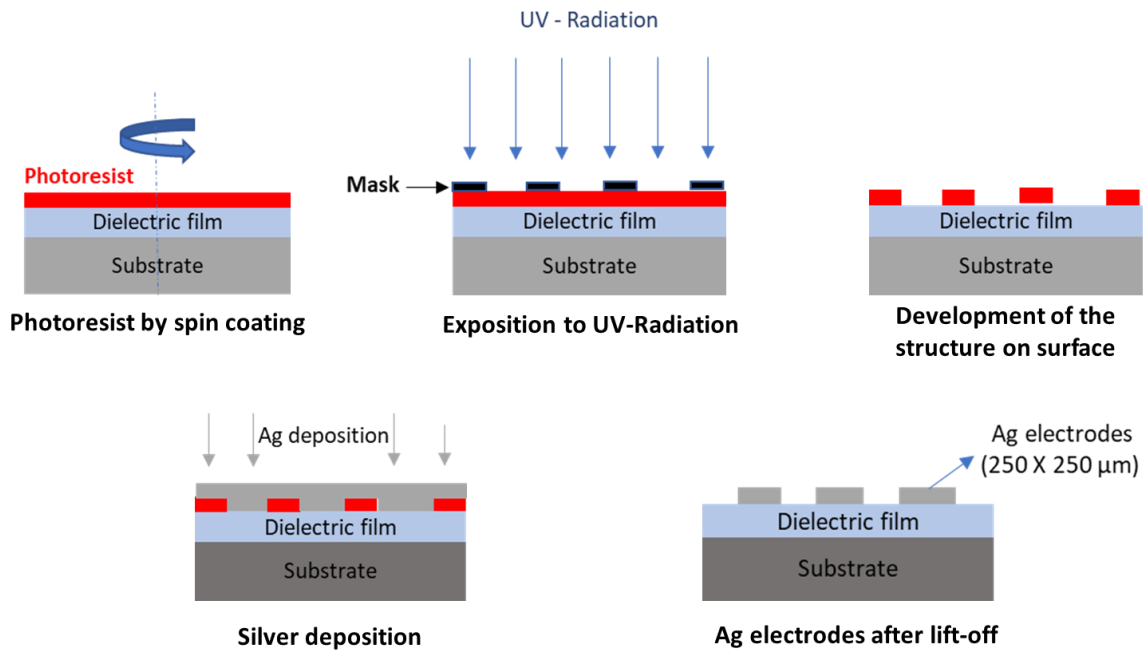 UV - Radiation
Photoresist
Dielectric film
Substrate
Photoresist by spin coating
Mask
Dielectric film
Substrate
Exposition to UV-Radiation
Dielectric film
Substrate
Development of the
structure on surface
Ag deposition
Dielectric film
Substrate
Silver deposition
Ag electrodes
(250 X 250 µm)
Dielectric film
Substrate
Ag electrodes after lift-off